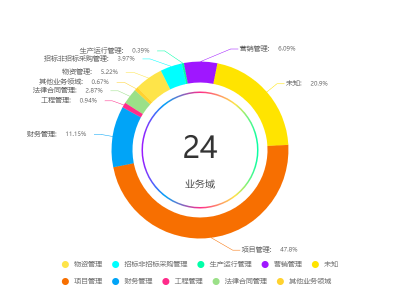 生产运行管理: 0.39%
营销管理: 6.09%
招标非招标采购管理: 3.97%
物资管理: 5.22%
其他业务领域: 0.67%
未知: 20.9%
法律合同管理: 2.87%
工程管理: 0.94%
财务管理: 11.15%
24
业务域
项目管理: 47.8%
物资管理 招标非招标采购管理 生产运行管理 营销管理 未知
项目管理 财务管理 工程管理 法律合同管理 其他业务领域